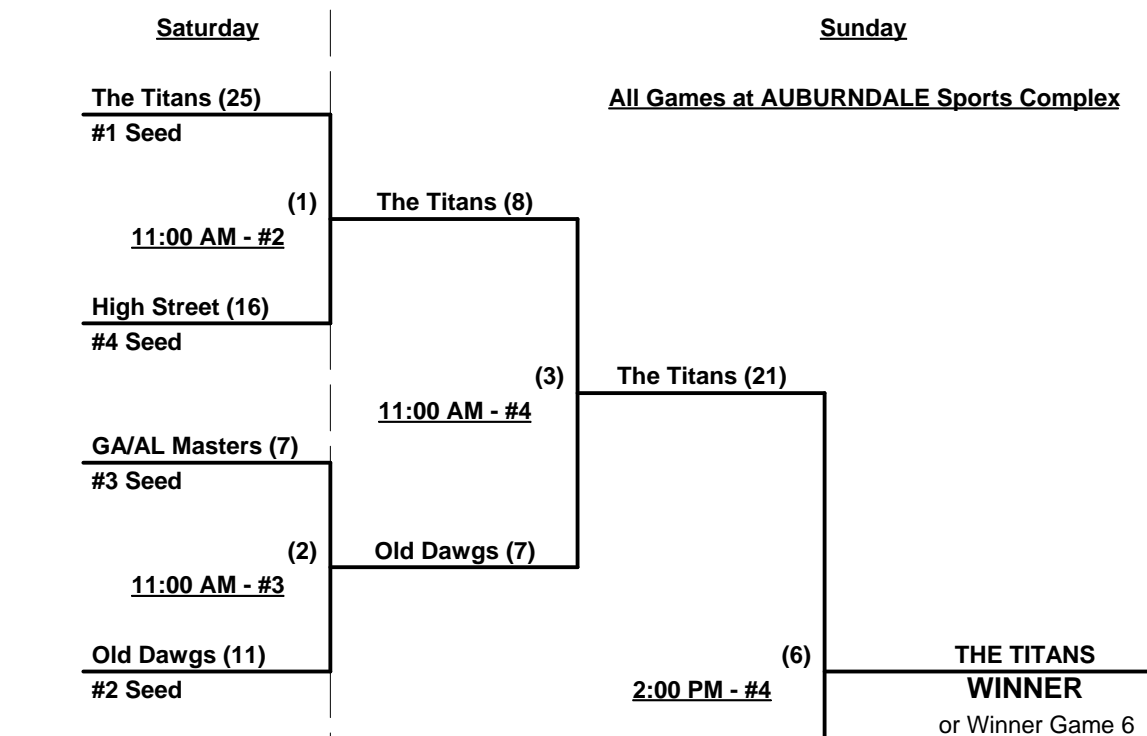 Saturday
Sunday
The Titans (25)
All Games at AUBURNDALE Sports Complex
#1 Seed
(1)
The Titans (8)
11:00 AM - #2
High Street (16)
#4 Seed
(3)
The Titans (21)
11:00 AM - #4
GA/AL Masters (7)
#3 Seed
(2)
Old Dawgs (7)
11:00 AM - #3
Old Dawgs (11)
(6)
THE TITANS
#2 Seed
2:00 PM - #4
WINNER
or Winner Game 6